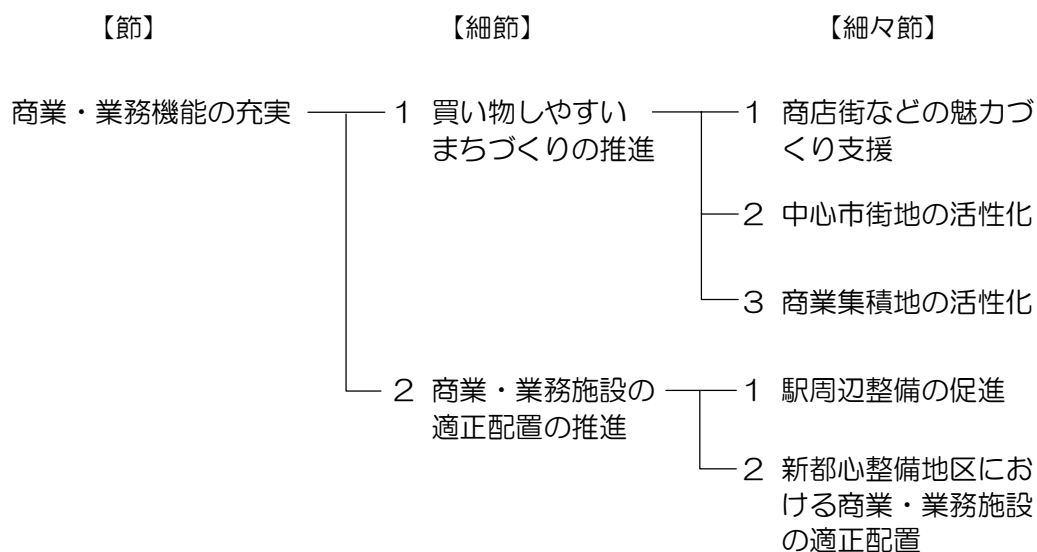 【節】 【細節】 【細々節】
商業・業務機能の充実 1 買い物しやすい 1 商店街などの魅力づ
まちづくりの推進 くり支援
2 中心市街地の活性化
3 商業集積地の活性化
2 商業・業務施設の 1 駅周辺整備の促進
適正配置の推進
2 新都心整備地区にお
ける商業・業務施設
の適正配置